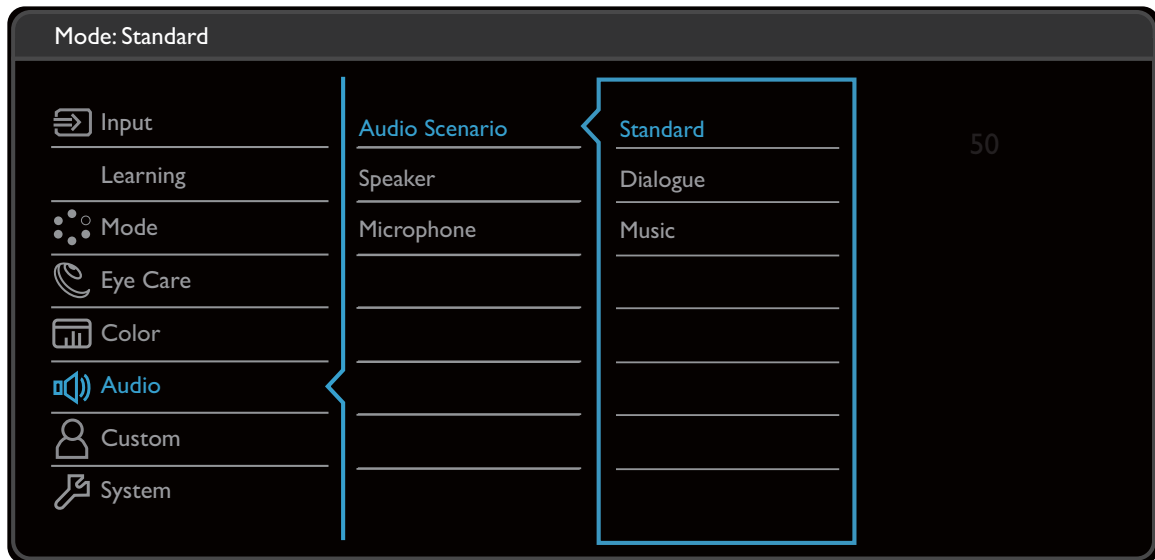 Mode: Standard
Input
Learning
Mode
Eye Care
Color
Audio
Custom
System
Audio Scenario
Speaker
Microphone
Standard
Dialogue
Music
50